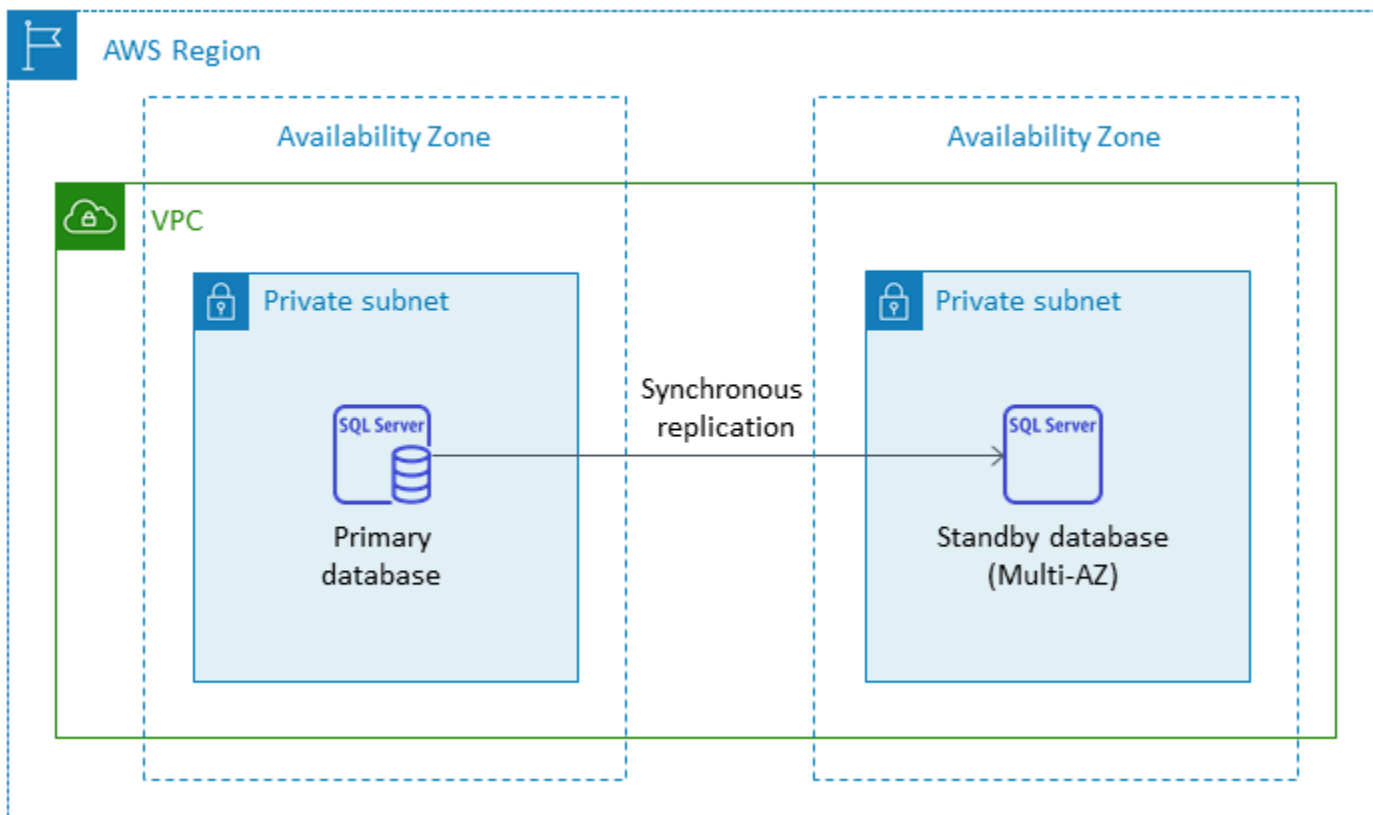 AWS Region
Availability Zone
Availability Zone
VPC
Private subnet
Private subnet
Synchronous
replication
SQL Server
SQL Server
Primary
database
Standby database
(Multi-AZ)